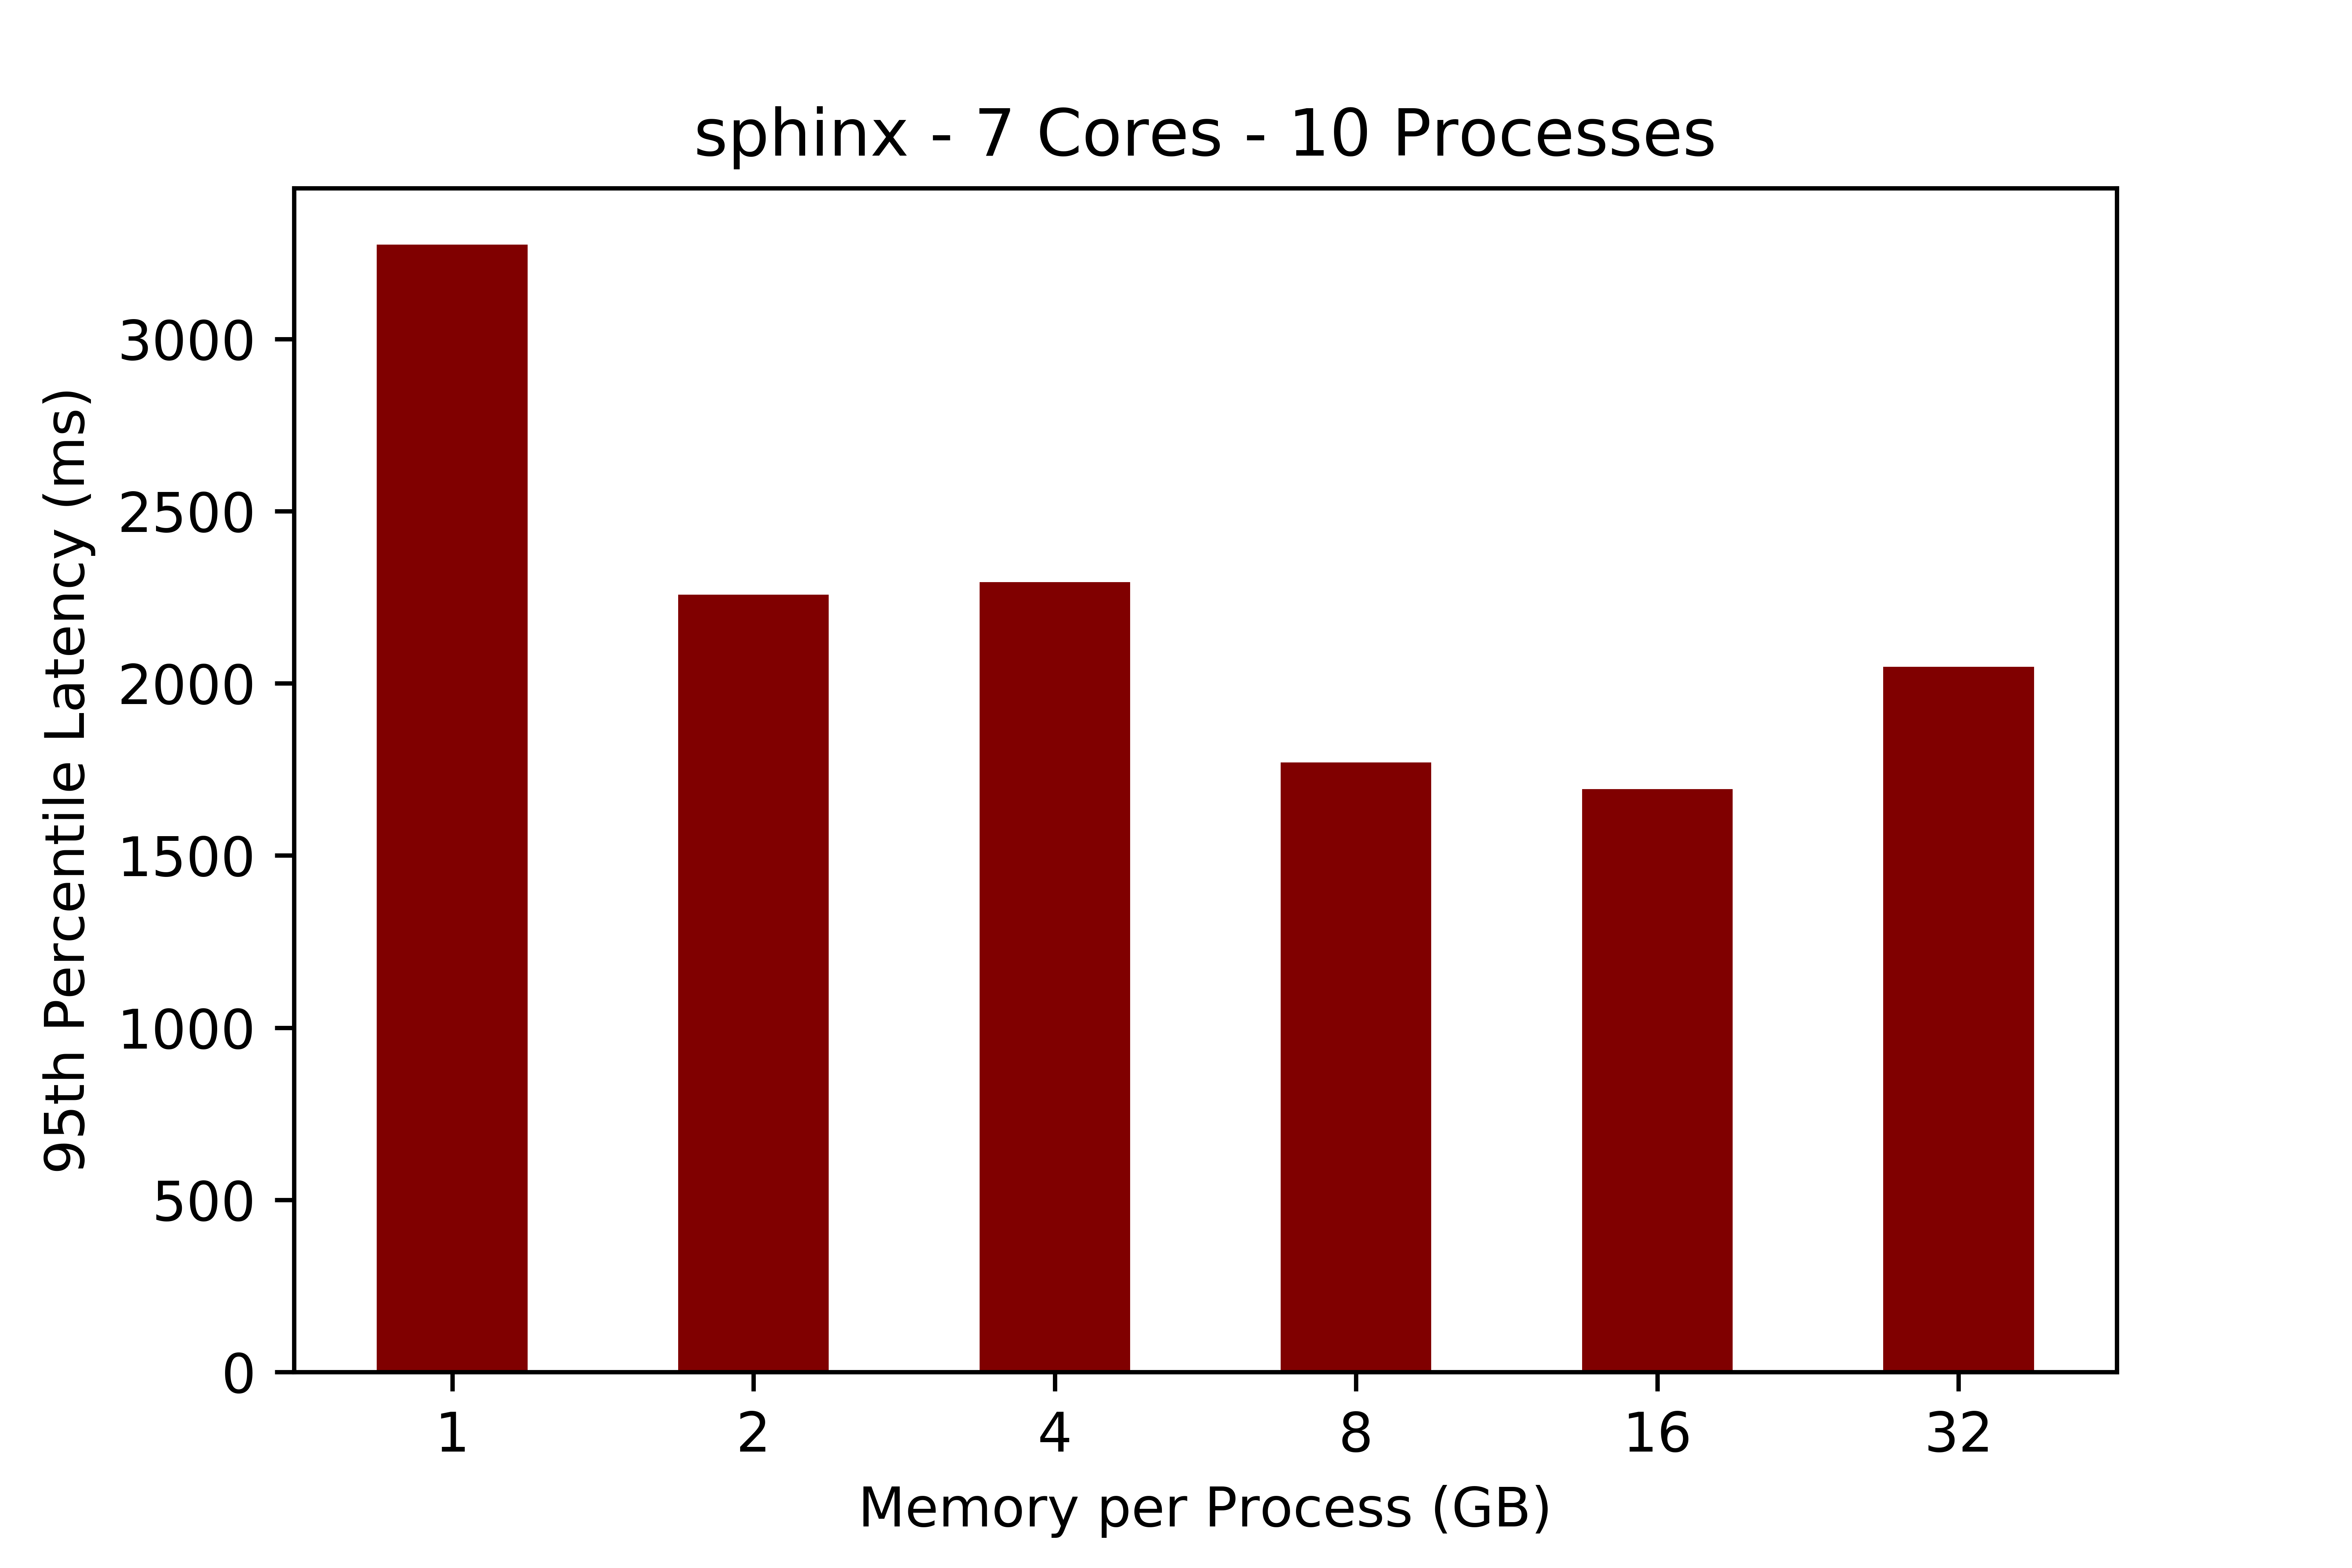 sphinx - 7 Cores - 10 Processes
95th Percentile Latency (ms)
3000
2500
2000
1500
1000
500
0
1 2 4 8 16 32
Memory per Process (GB)